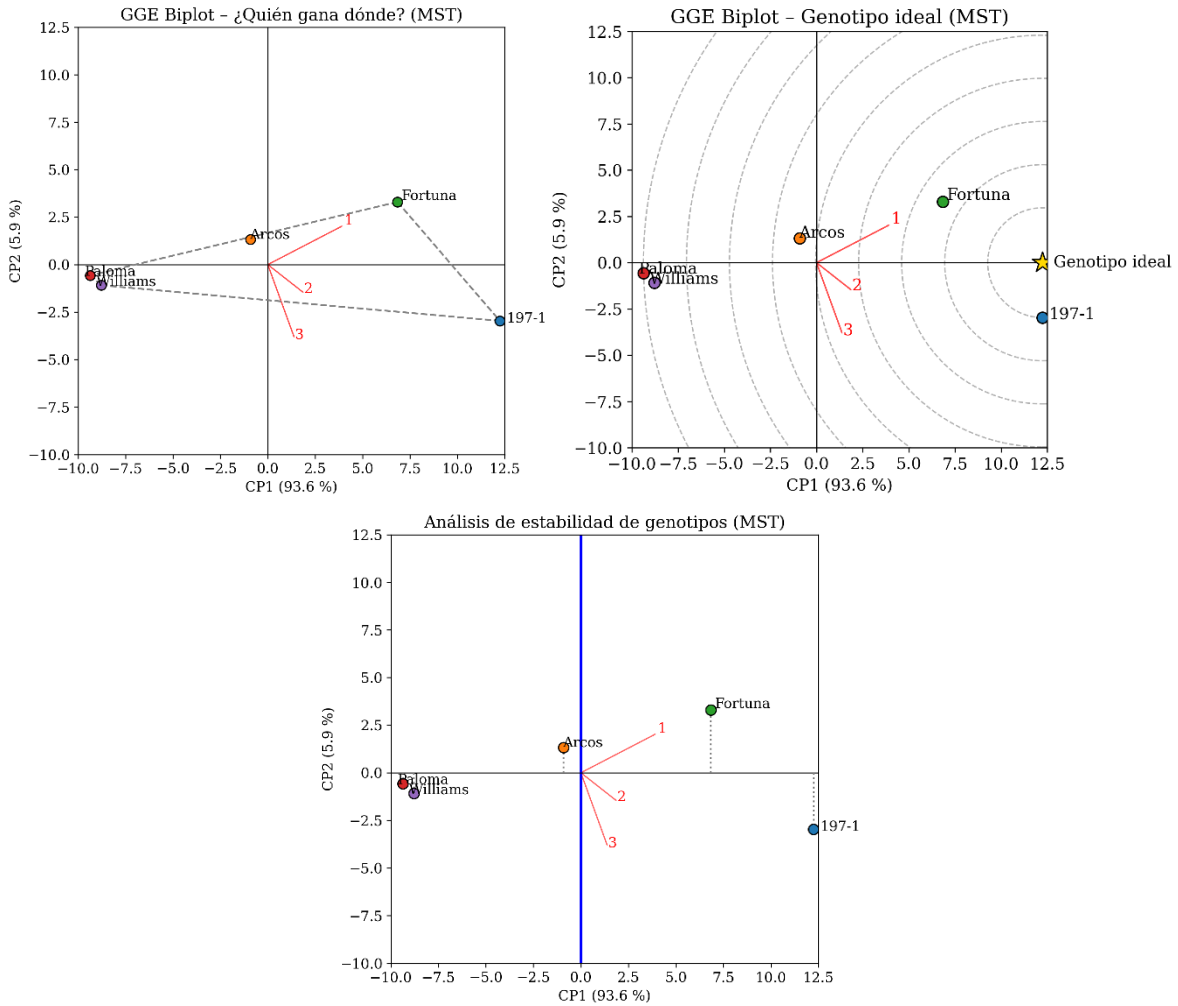 GGE Biplot – ¿Quién gana dónde? (MST)
12.5
10.0
7.5
5.0
2.5
0.0
−2.5
−5.0
−7.5
−10.0
CP2 (5.9 %)
Fortuna
1
Arcos
Paloma
Williams
2
3
197-1
−10.0 −7.5 −5.0 −2.5 0.0 2.5 5.0 7.5 10.0 12.5
CP1 (93.6 %)
GGE Biplot – Genotipo ideal (MST)
12.5
10.0
7.5
5.0
2.5
0.0
−2.5
−5.0
−7.5
−10.0
CP2 (5.9 %)
Fortuna
1
Arcos
Genotipo ideal
Paloma
Williams
2
197-1
3
−10.0 −7.5 −5.0 −2.5 0.0 2.5 5.0 7.5 10.0 12.5
CP1 (93.6 %)
Análisis de estabilidad de genotipos (MST)
12.5
10.0
7.5
5.0
2.5
0.0
−2.5
−5.0
−7.5
−10.0
CP2 (5.9 %)
Fortuna
1
Arcos
Paloma
Williams
2
197-1
3
−10.0 −7.5 −5.0 −2.5 0.0 2.5 5.0 7.5 10.0 12.5
CP1 (93.6 %)